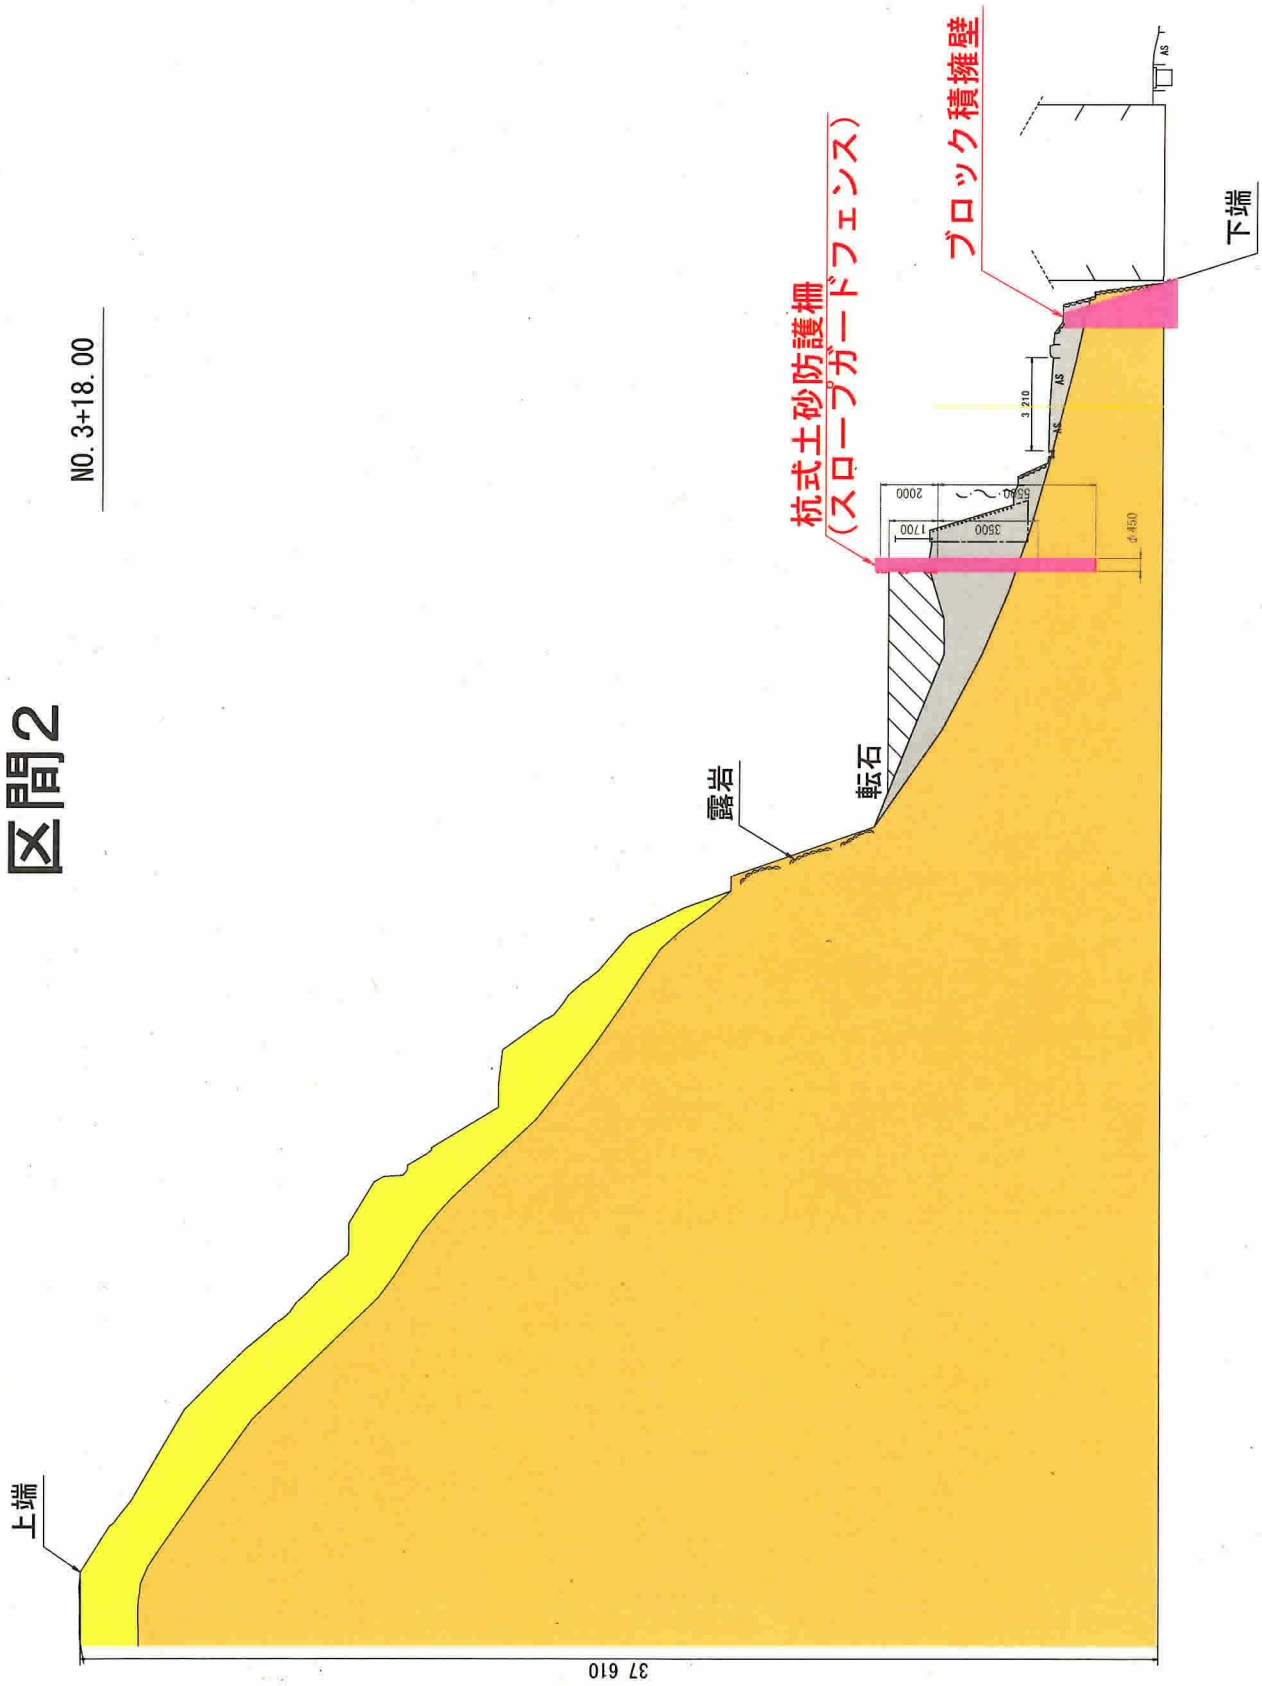 区間2
NO. 3+18. 00
上端
37 610
露岩
転石
杭式土砂防護柵
(スロープガードフェンス)
2000
1700
3500
5500
φ450
3 210
AS
AS
ブロック積擁壁
下端
AS